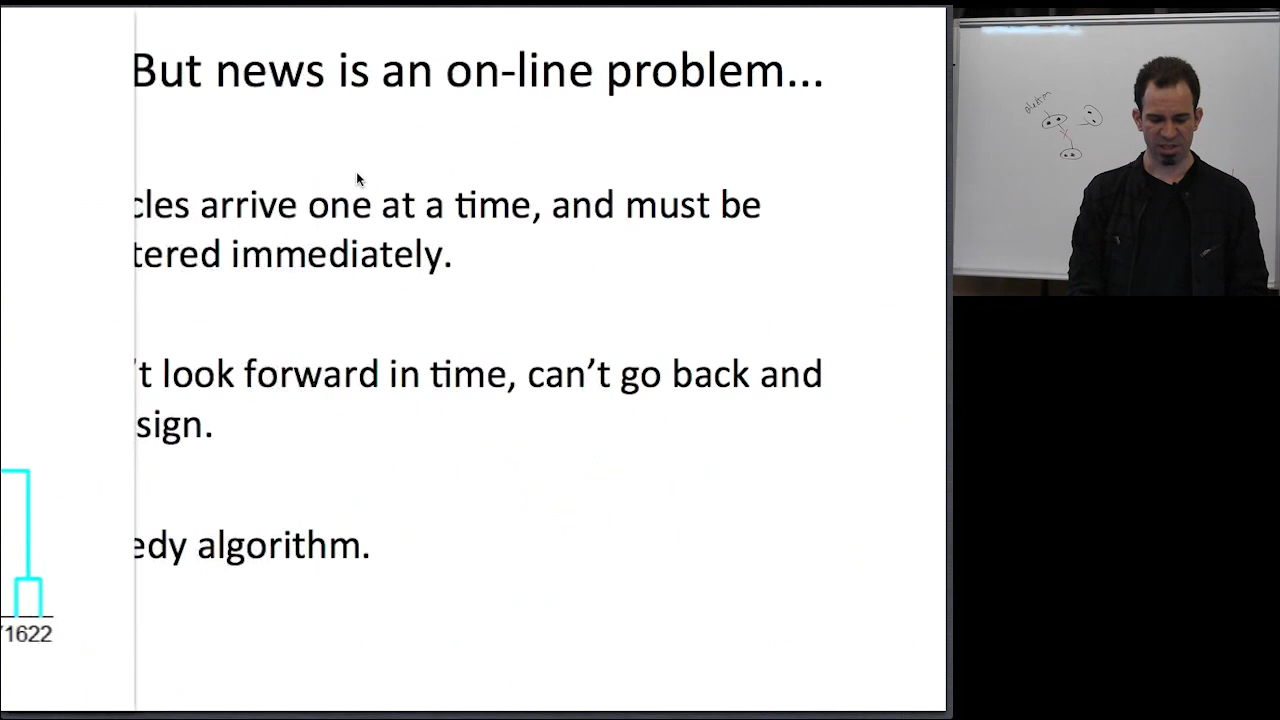 But news is an on-line problem...
cles arrive one at a time, and must be
tered immediately.
't look forward in time, can't go back and
sign.
edy algorithm.
1622